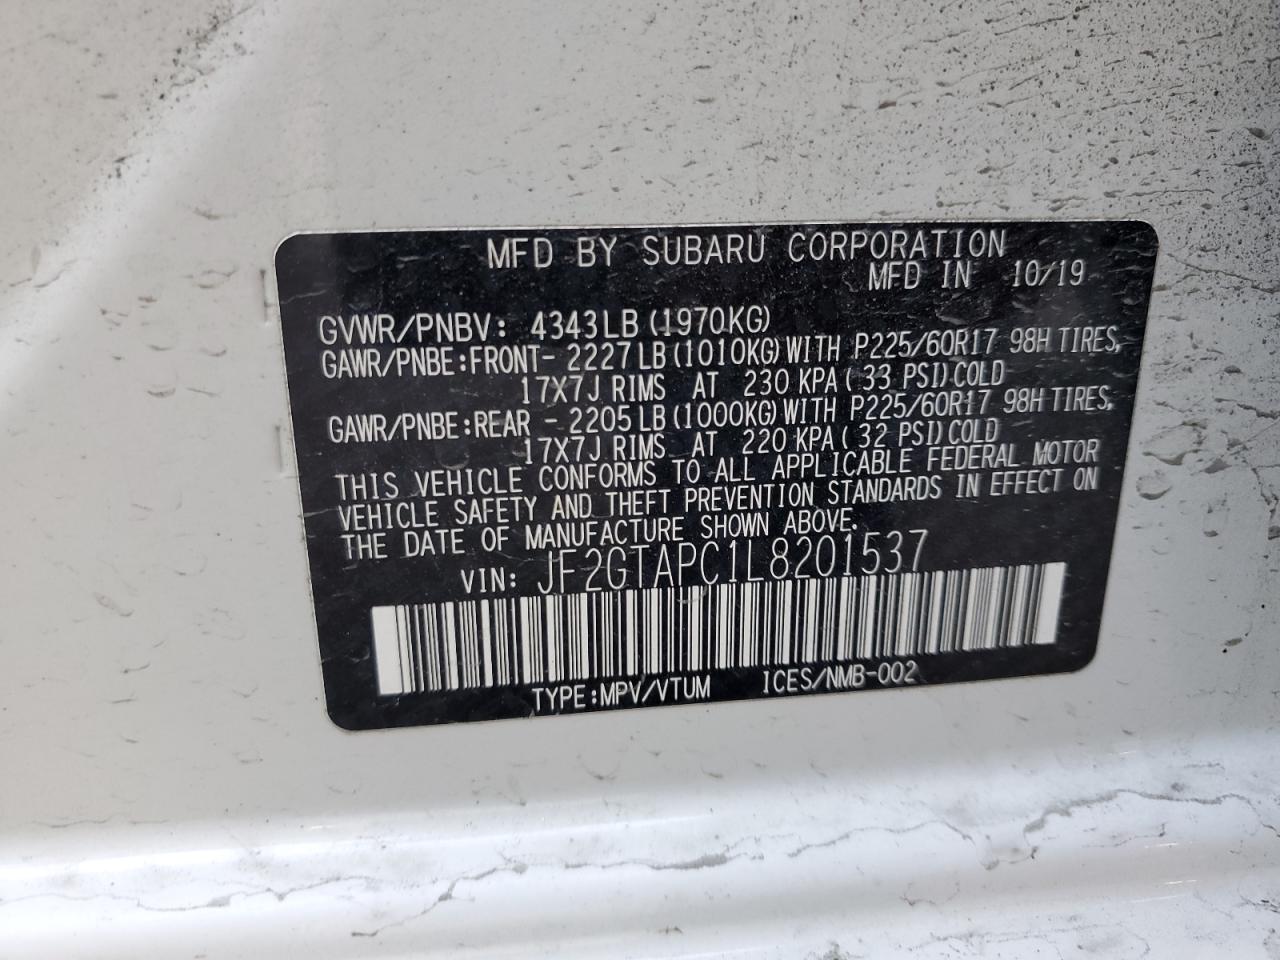 MFD BY SUBARU CORPORATION
MFD IN 10/19
GVWR/PNBV: 4343LB (1970KG)
GAWR/PNBE:FRONT- 2227LB(1010KG)WITH P225/60R17 98H TIRES,
17X7J RIMS AT 230 KPA( 33 PSI)COLD
GAWR/PNBE:REAR - 2205LB(1000KG)WITH P225/60R17 98H TIRES,
17X7J RIMS AT 220 KPA( 32 PSI)COLD
THIS VEHICLE CONFORMS TO ALL APPLICABLE FEDERAL MOTOR
VEHICLE SAFETY AND THEFT PREVENTION STANDARDS IN EFFECT ON
THE DATE OF MANUFACTURE SHOWN ABOVE.
VIN: JF2GTAPC1L8201537
TYPE:MPV/VTUM ICES/NMB-002